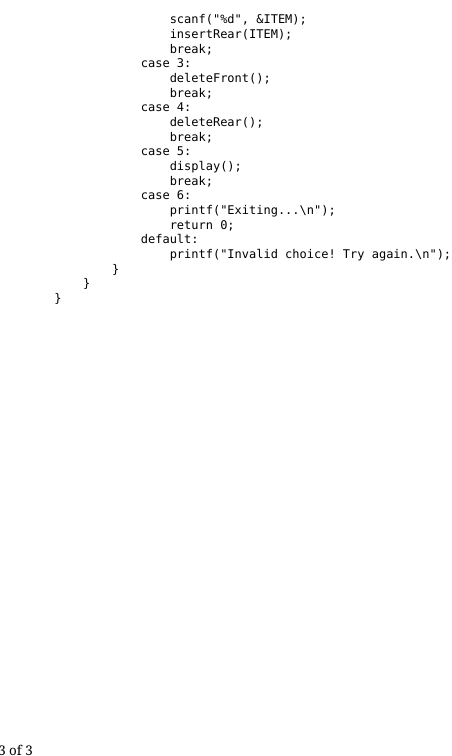 scanf("%d", &ITEM);
insertRear(ITEM);
break;
case 3:
deleteFront();
break;
case 4:
deleteRear();
break;
case 5:
display();
break;
case 6:
printf("Exiting...\n");
return 0;
default:
printf("Invalid choice! Try again.\n");
}
}
}
3 of 3